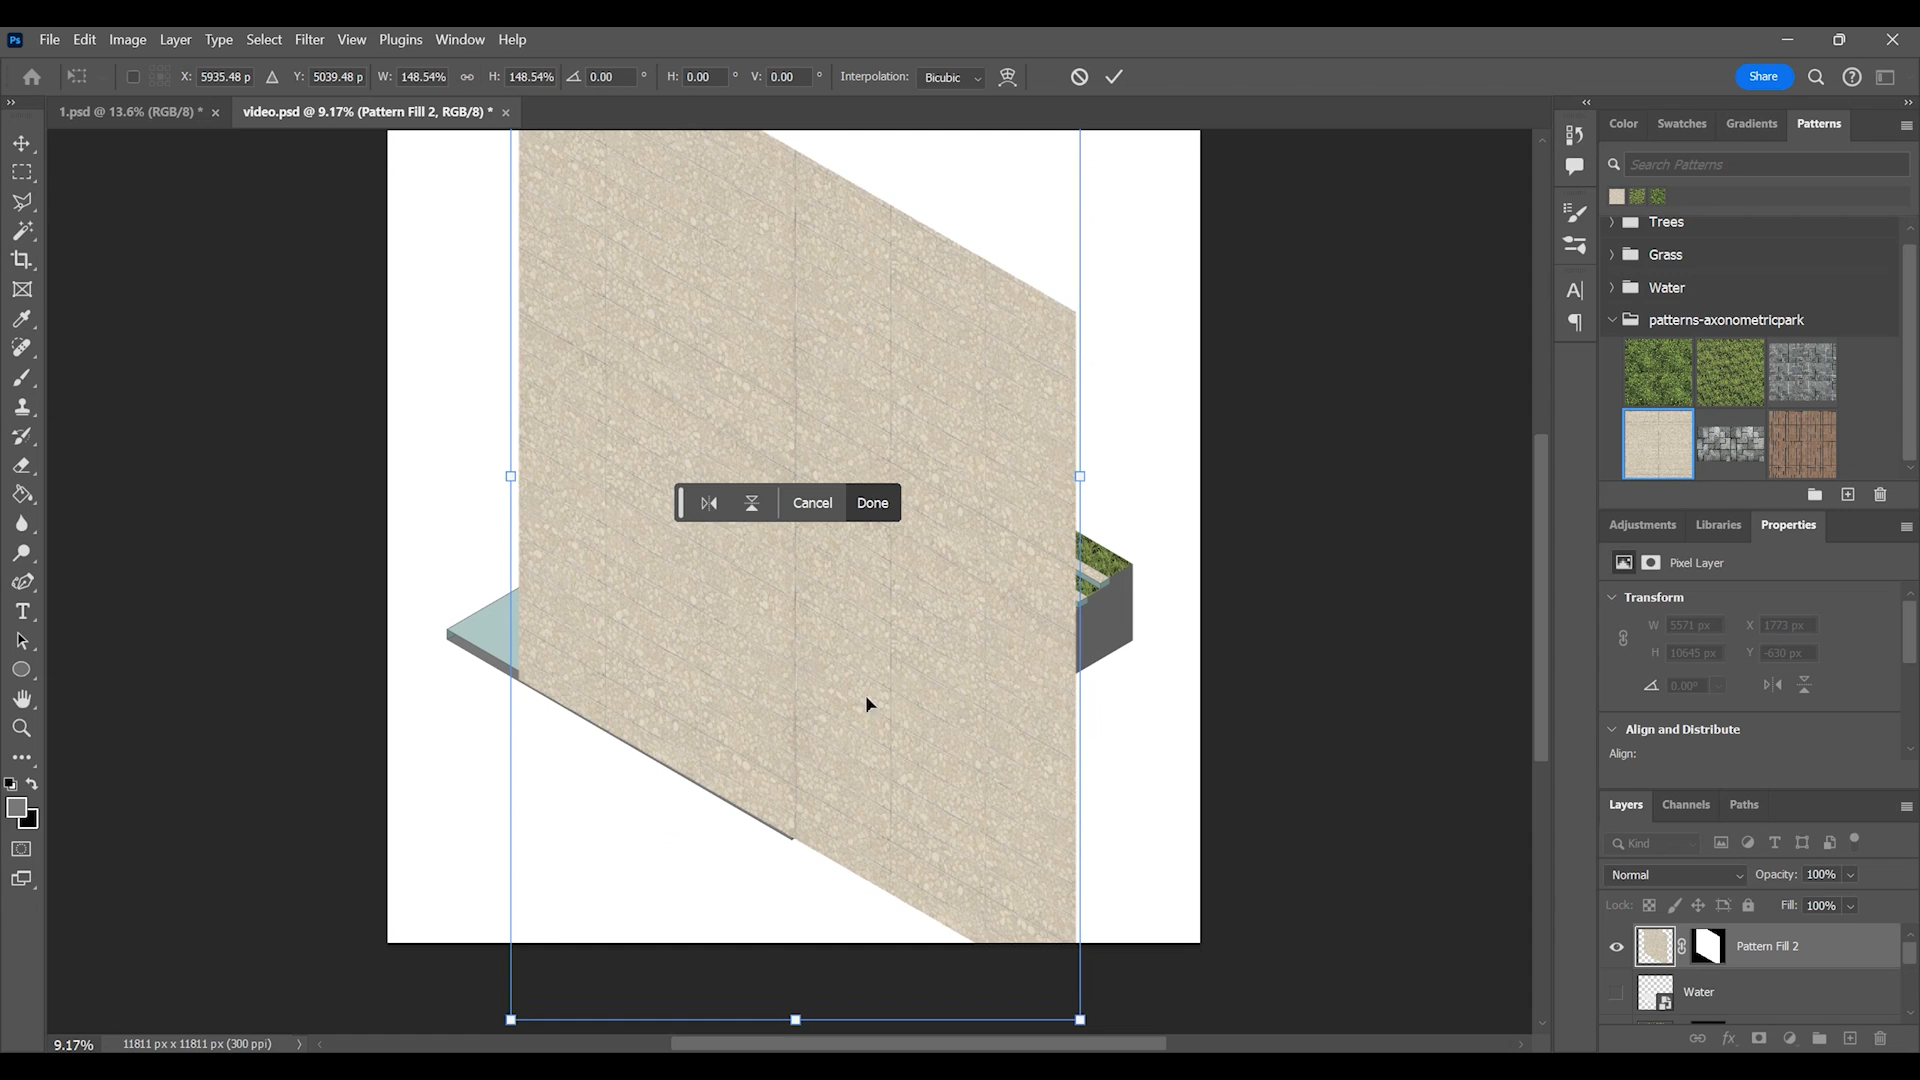 Ps File Edit Image Layer Type Select Filter View Plugins Window Help
X: 5935.48 p Y: 5039.48 p W: 148.54% H: 148.54% 0.00 ° H: 0.00 ° V: 0.00 ° Interpolation: Bicubic Share
1.psd @ 13.6% (RGB/8) * × video.psd @ 9.17% (Pattern Fill 2, RGB/8) * ×
Color Swatches Gradients Patterns
Search Patterns
Trees
Grass
Water
patterns-axonometricpark
Cancel Done
Adjustments Libraries Properties
Pixel Layer
Transform
W 5571 px X 1773 px
H 10645 px Y -630 px
0.00°
Align and Distribute
Align:
Layers Channels Paths
Kind
Normal Opacity: 100%
Lock: Fill: 100%
Pattern Fill 2
Water
fx
9.17% 11811 px x 11811 px (300 ppi)